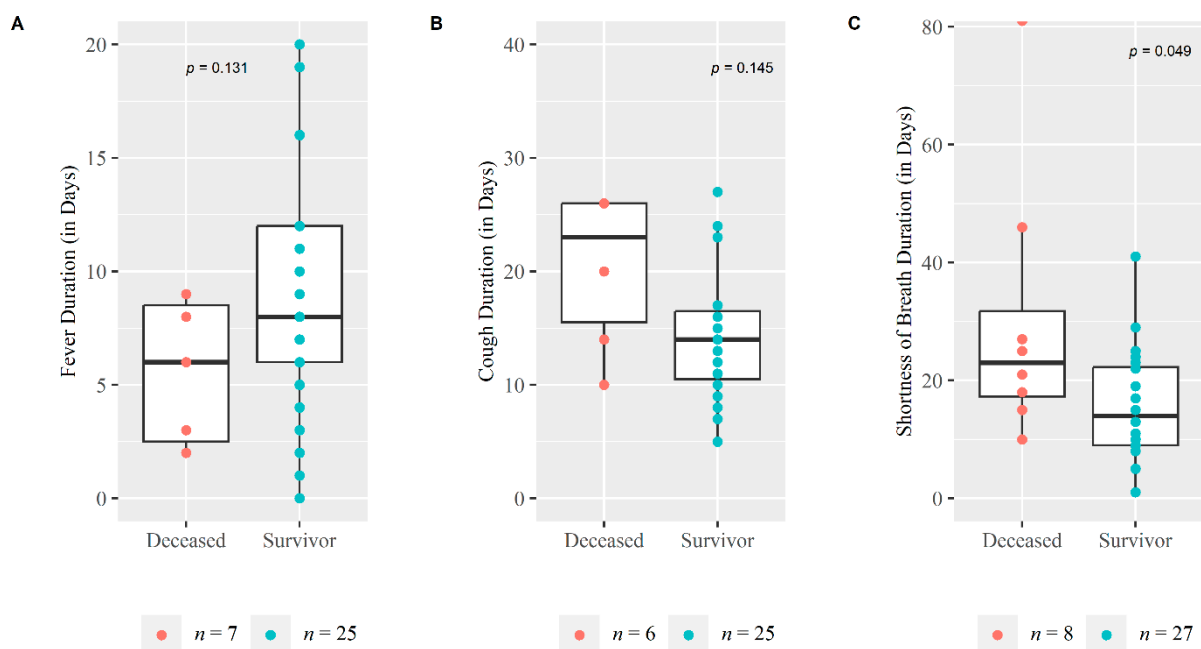 A
Fever Duration (in Days)
20
15
10
5
0
p = 0.131
Deceased
Survivor
n = 7
n = 25
B
Cough Duration (in Days)
40
30
20
10
0
p = 0.145
Deceased
Survivor
n = 6
n = 25
C
Shortness of Breath Duration (in Days)
80
60
40
20
0
p = 0.049
Deceased
Survivor
n = 8
n = 27